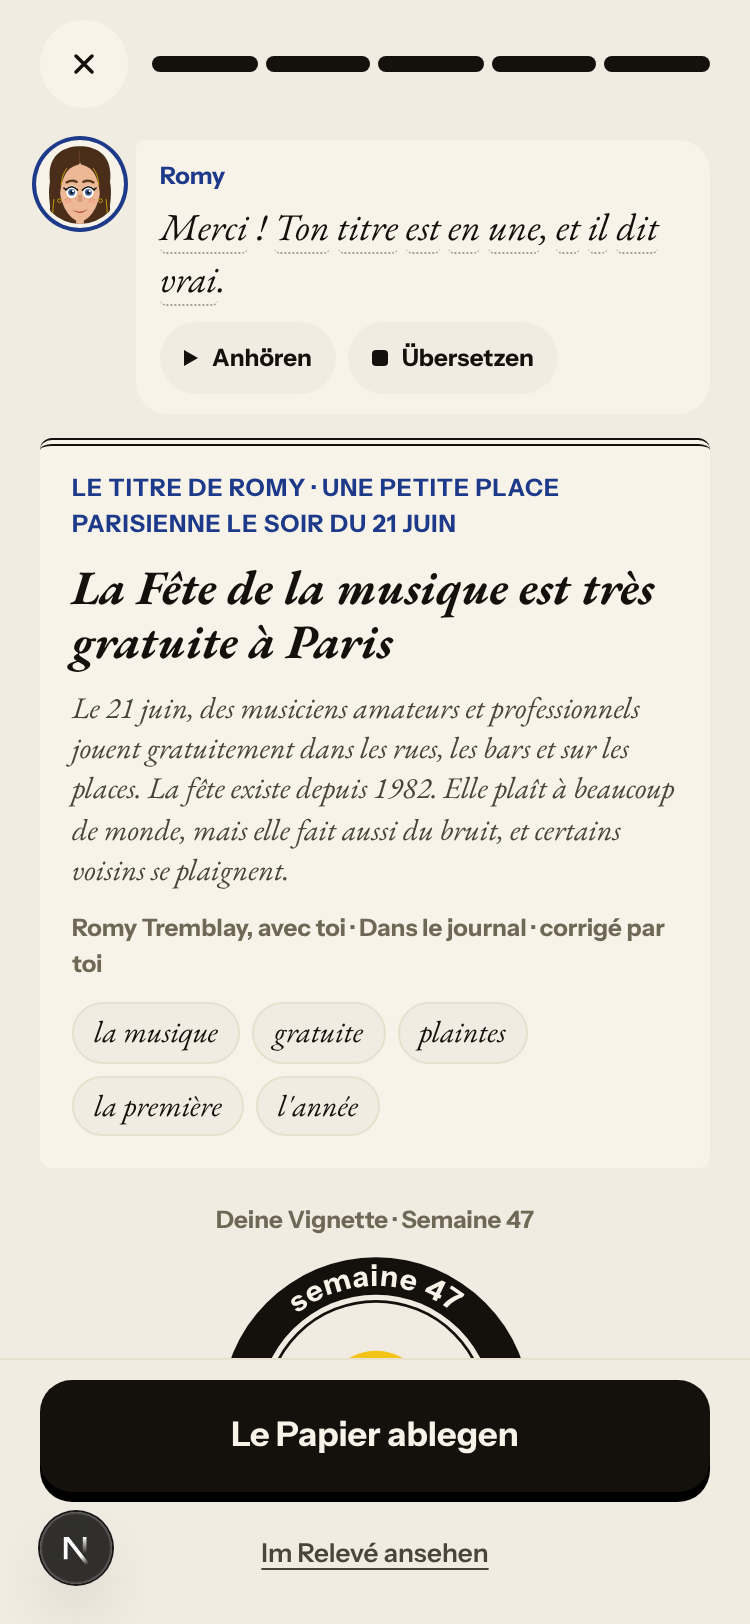 Romy
Merci ! Ton titre est en une, et il dit
vrai.
Anhören
Übersetzen
LE TITRE DE ROMY · UNE PETITE PLACE
PARISIENNE LE SOIR DU 21 JUIN
La Fête de la musique est très
gratuite à Paris
Le 21 juin, des musiciens amateurs et professionnels
jouent gratuitement dans les rues, les bars et sur les
places. La fête existe depuis 1982. Elle plaît à beaucoup
de monde, mais elle fait aussi du bruit, et certains
voisins se plaignent.
Romy Tremblay, avec toi · Dans le journal · corrigé par
toi
la musique
gratuite
plaintes
la première
l'année
Deine Vignette · Semaine 47
semaine 47
Le Papier ablegen
N
Im Relevé ansehen